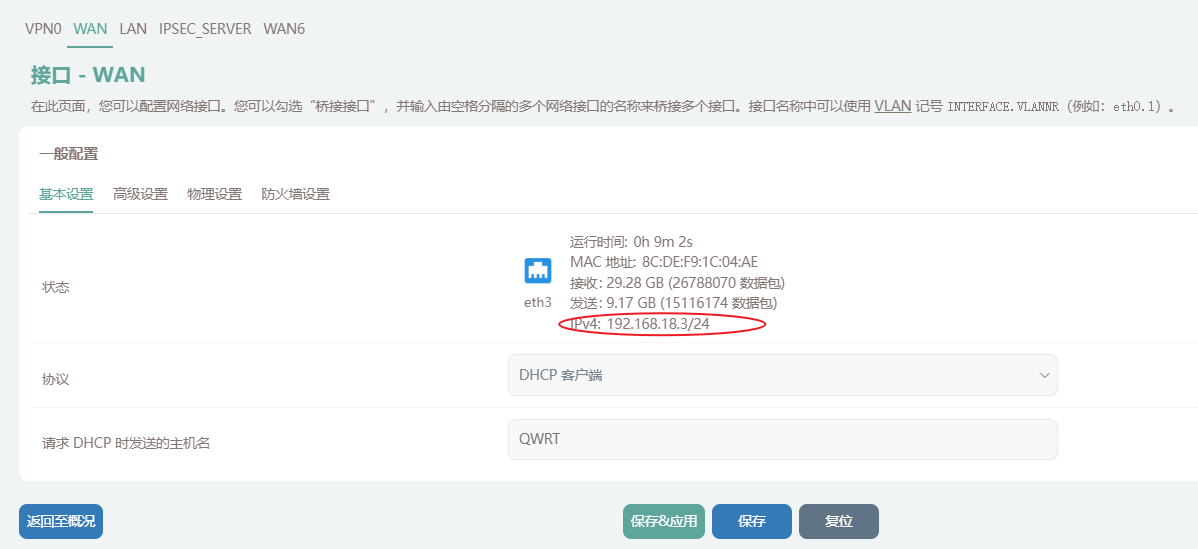 VPN0 WAN LAN IPSEC_SERVER WAN6
接口 - WAN
在此页面，您可以配置网络接口。您可以勾选“桥接接口”，并输入由空格分隔的多个网络接口的名称来桥接多个接口。接口名称中可以使用 VLAN 记号 INTERFACE.VLANNR（例如：eth0.1）。
一般配置
基本设置 高级设置 物理设置 防火墙设置
状态
eth3
运行时间: 0h 9m 2s
MAC 地址: 8C:DE:F9:1C:04:AE
接收: 29.28 GB (26788070 数据包)
发送: 9.17 GB (15116174 数据包)
IPv4: 192.168.18.3/24
协议 DHCP 客户端
请求 DHCP 时发送的主机名 QWRT
返回至概况 保存&应用 保存 复位